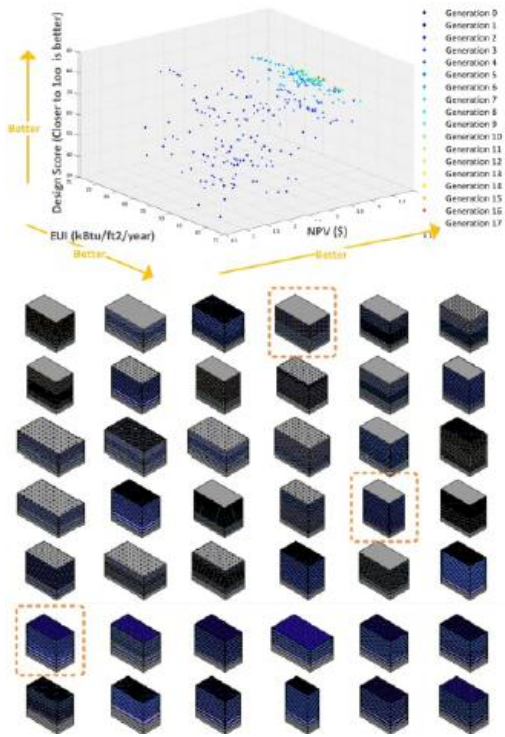 Design Score (Closer to 1oo is better)
Better
EUI (kBtu/ft2/year)
Better
NPV ($)
Better
Generation 0
Generation 1
Generation 2
Generation 3
Generation 4
Generation 5
Generation 6
Generation 7
Generation 8
Generation 9
Generation 10
Generation 11
Generation 12
Generation 13
Generation 14
Generation 15
Generation 16
Generation 17